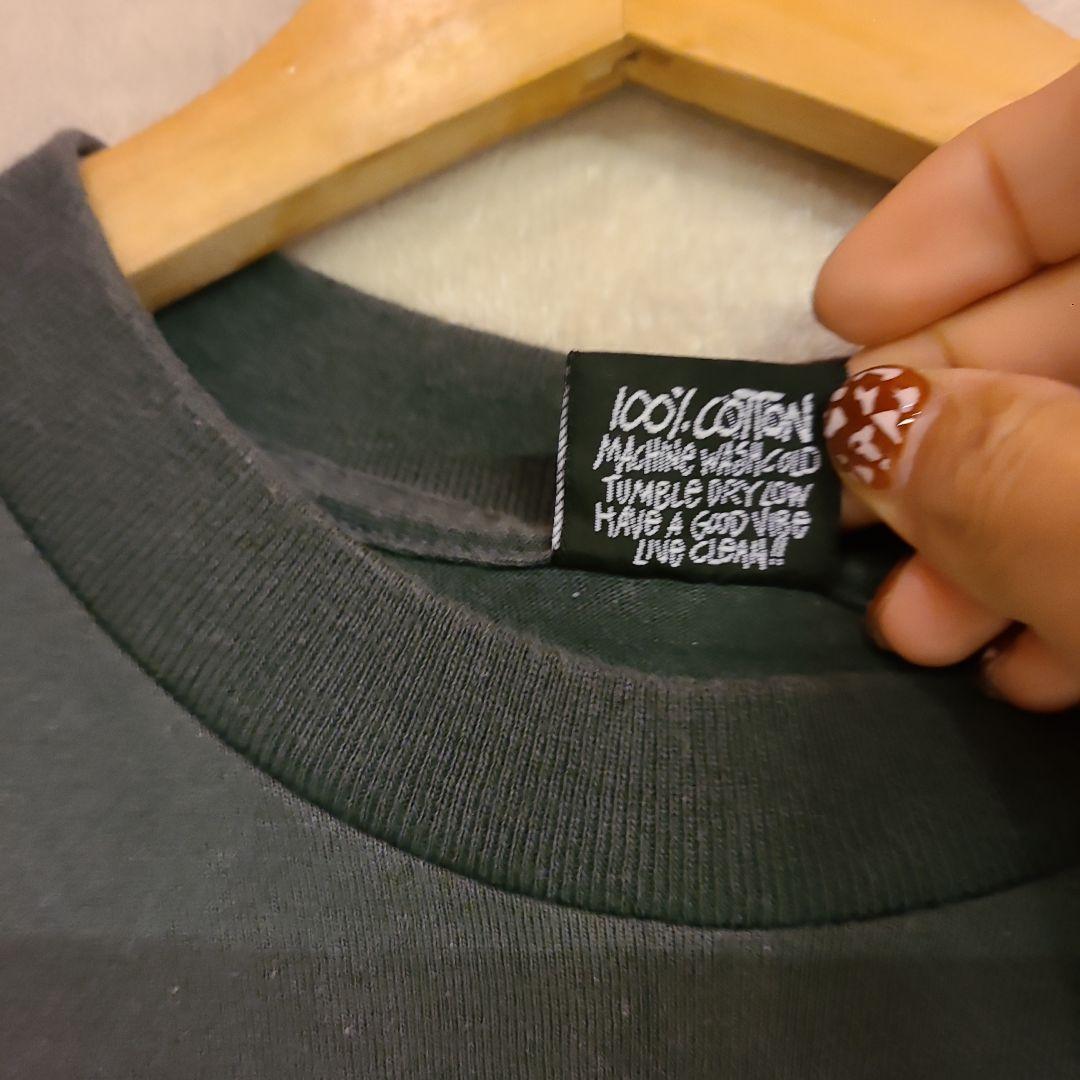 100% COTTON
MACHINE WASH COLD
TUMBLE DRY LOW
HAVE A GOOD VIBE
LIVE CLEAN!!